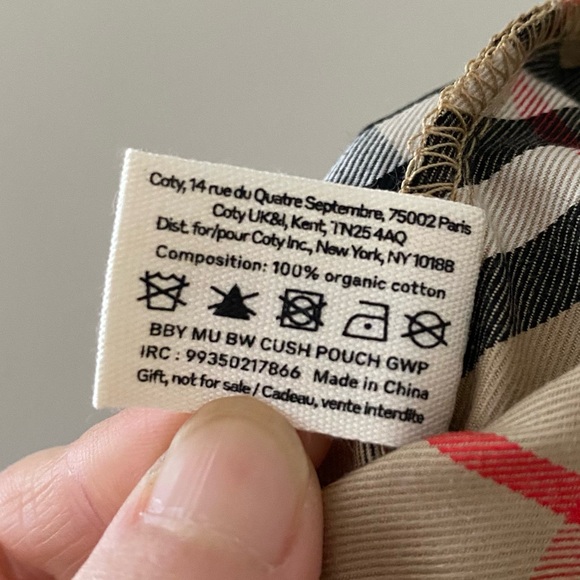 Coty, 14 rue du Quatre Septembre, 75002 Paris
Coty UK&I, Kent, TN25 4AQ
Dist. for/pour Coty Inc., New York, NY 10188
Composition: 100% organic cotton
BBY MU BW CUSH POUCH GWP
IRC : 99350217866 Made in China
Gift, not for sale / Cadeau, vente interdite